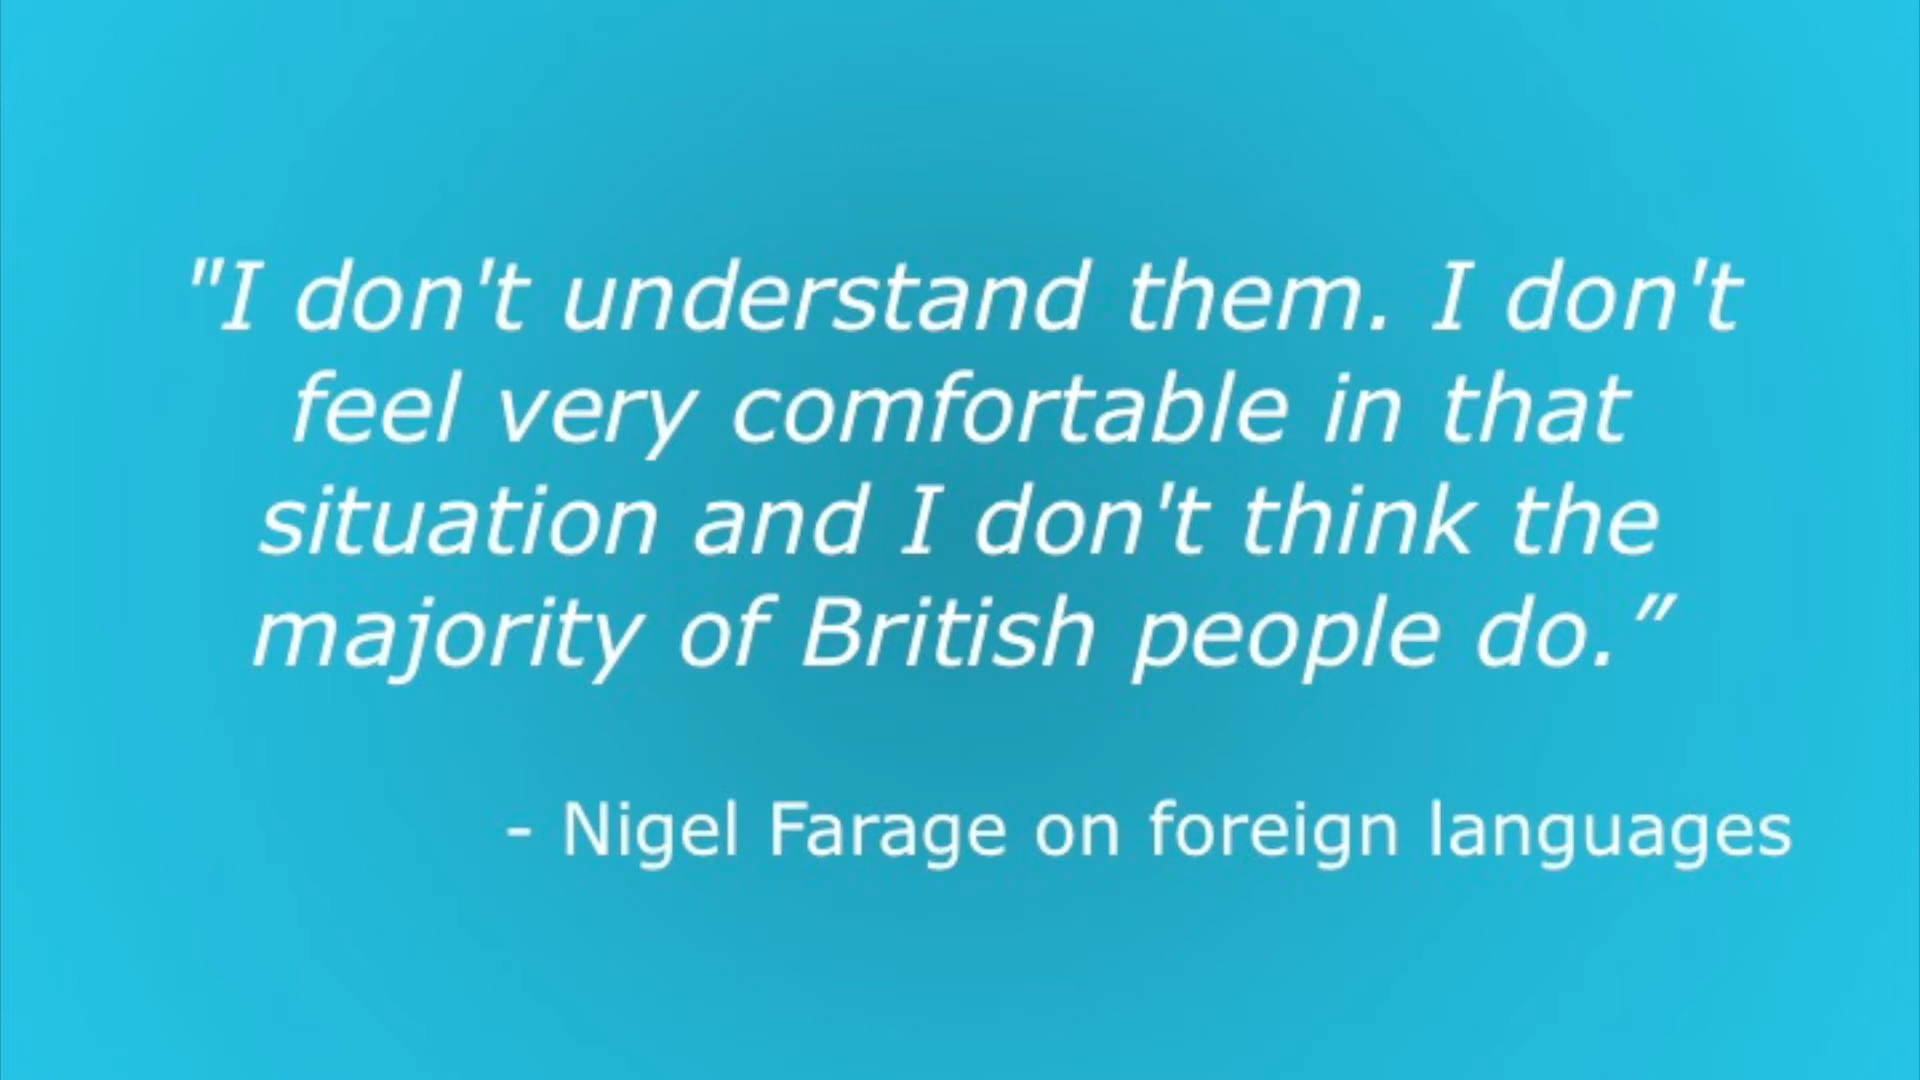 "I don't understand them. I don't
feel very comfortable in that
situation and I don't think the
majority of British people do.”
- Nigel Farage on foreign languages